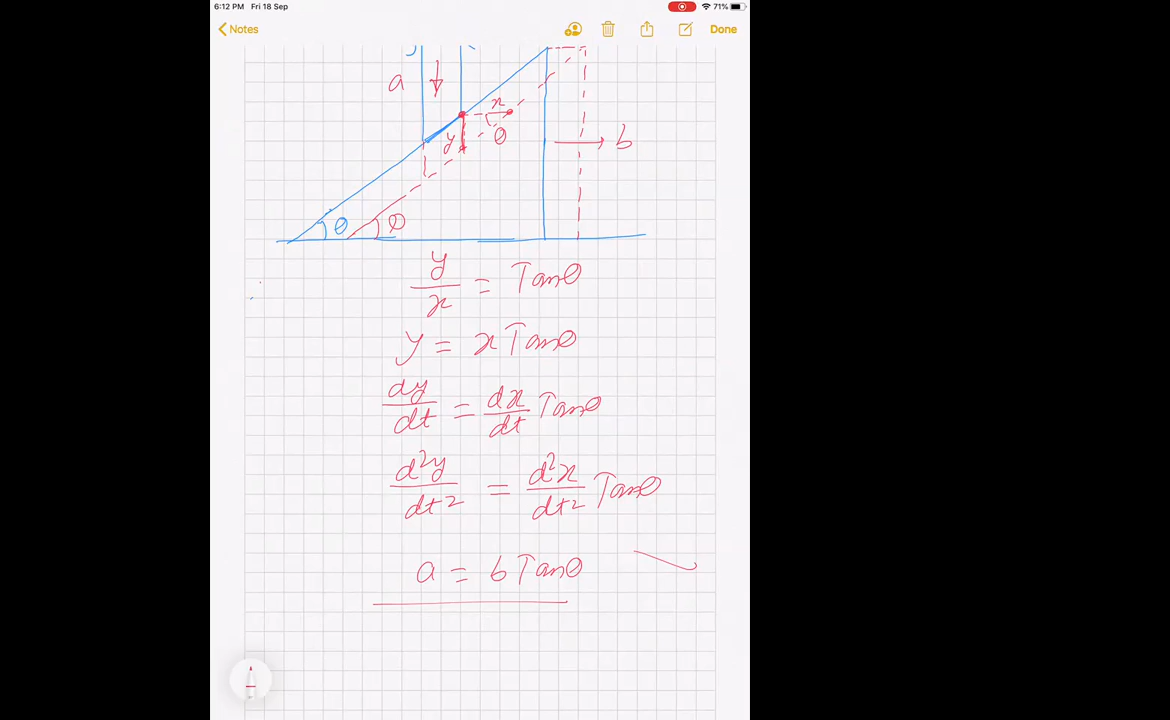 6:12 PM Fri 18 Sep 71%
Notes Done
a
x
y θ
b
θ θ
y/x = Tanθ
y = x Tanθ
dy/dt = dx/dt Tanθ
d²y/dt² = d²x/dt² Tanθ
a = b Tanθ